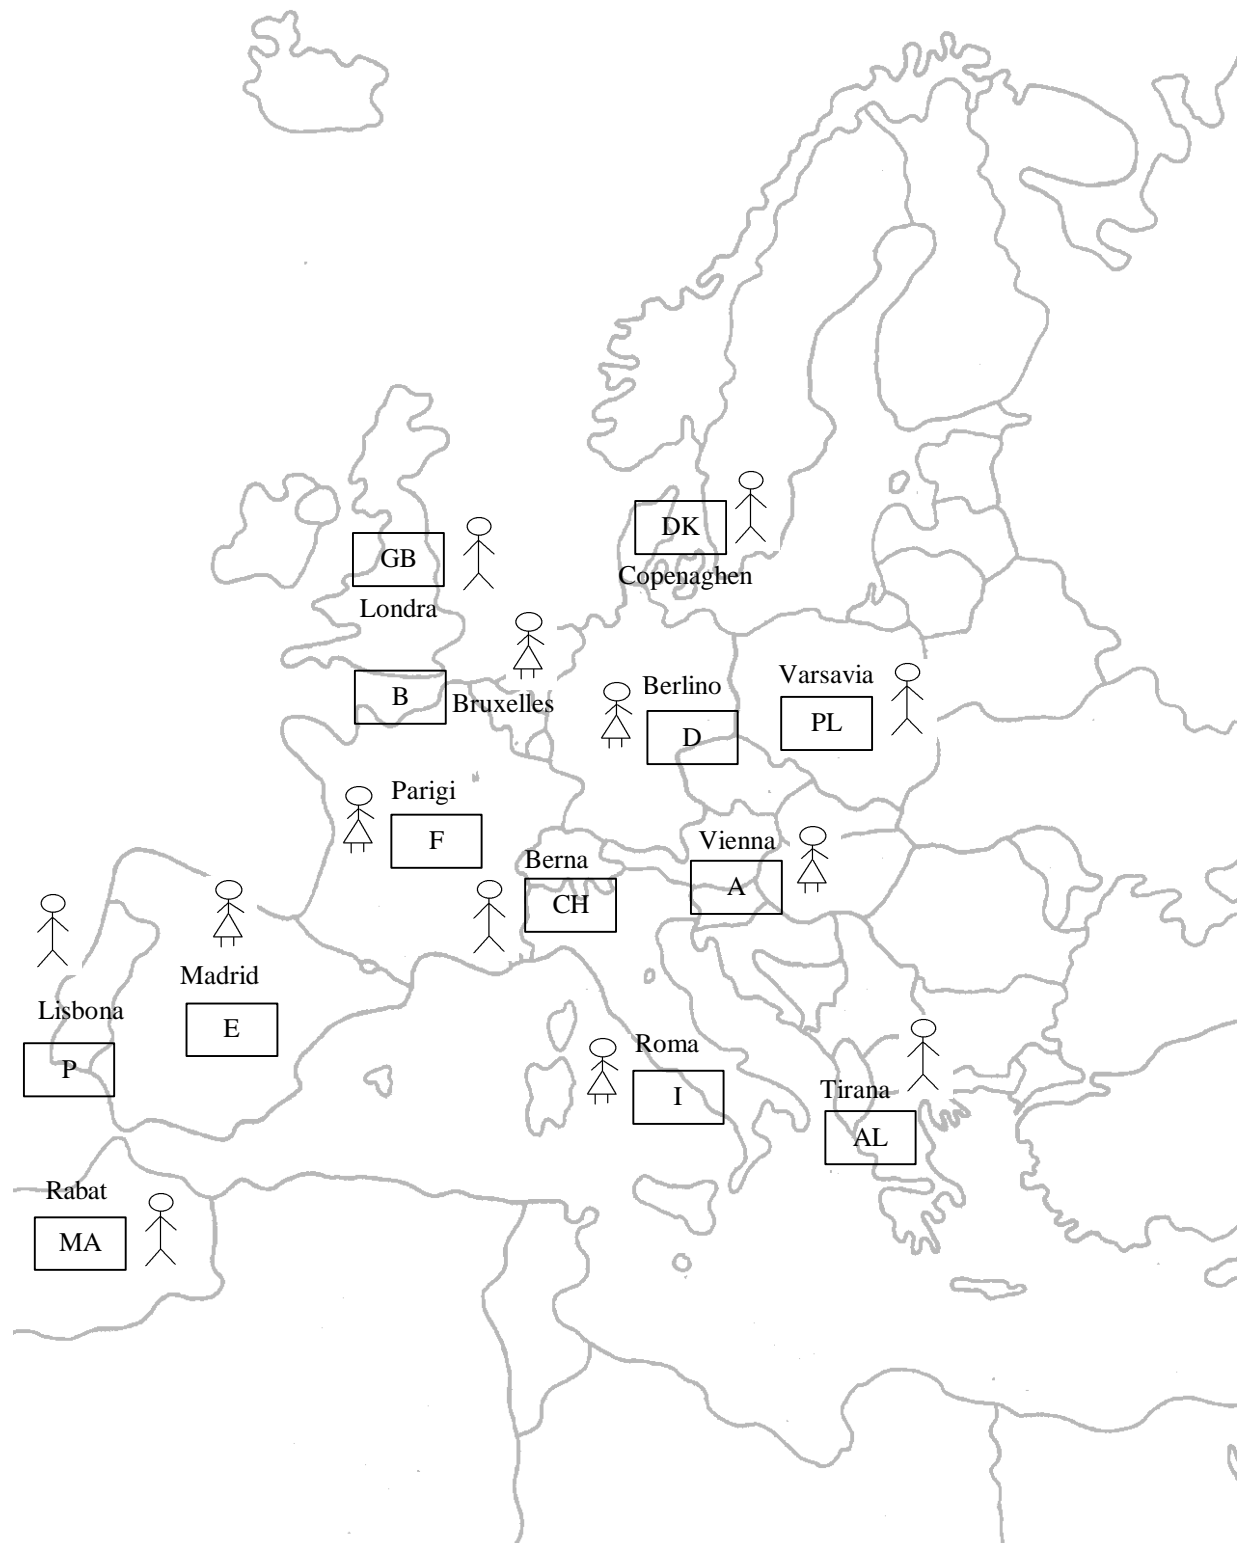 DK
Copenaghen
GB
Londra
B
Bruxelles
Berlino
D
Varsavia
PL
Parigi
F
Berna
CH
Vienna
A
Madrid
E
Lisbona
P
Roma
I
Tirana
AL
Rabat
MA